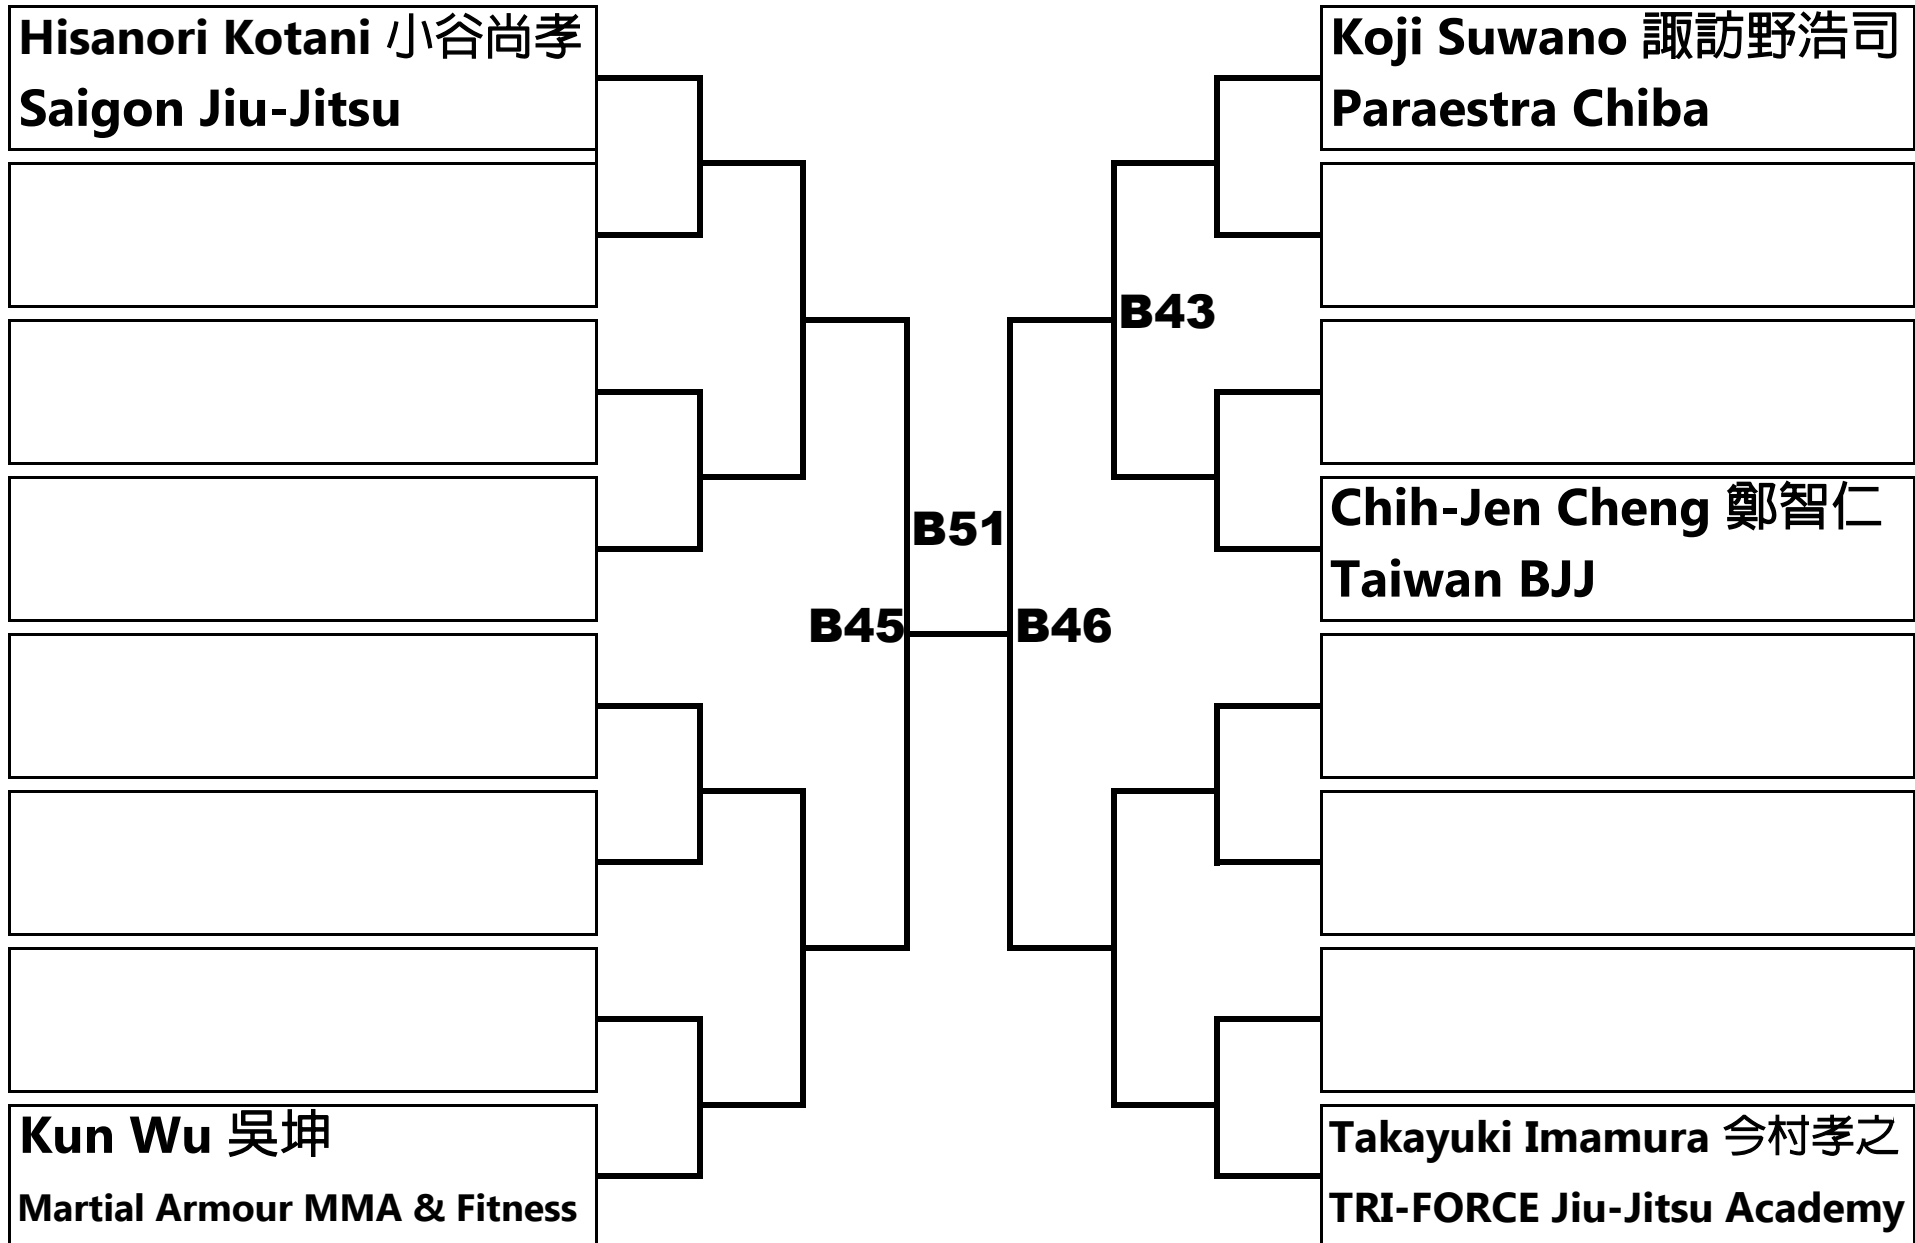 Hisanori Kotani 小谷尚孝
Saigon Jiu-Jitsu
Kun Wu 吳坤
Martial Armour MMA & Fitness
B51
B45
B46
B43
Koji Suwano 諏訪野浩司
Paraestra Chiba
Chih-Jen Cheng 鄭智仁
Taiwan BJJ
Takayuki Imamura 今村孝之
TRI-FORCE Jiu-Jitsu Academy